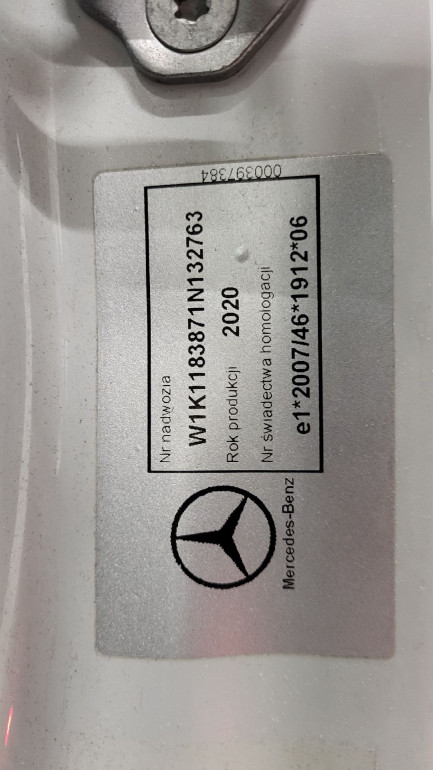 000397384
Nr nadwozia
W1K1183871N132763
Rok produkcji 2020
Nr świadectwa homologacji
e1*2007/46*1912*06
Mercedes-Benz